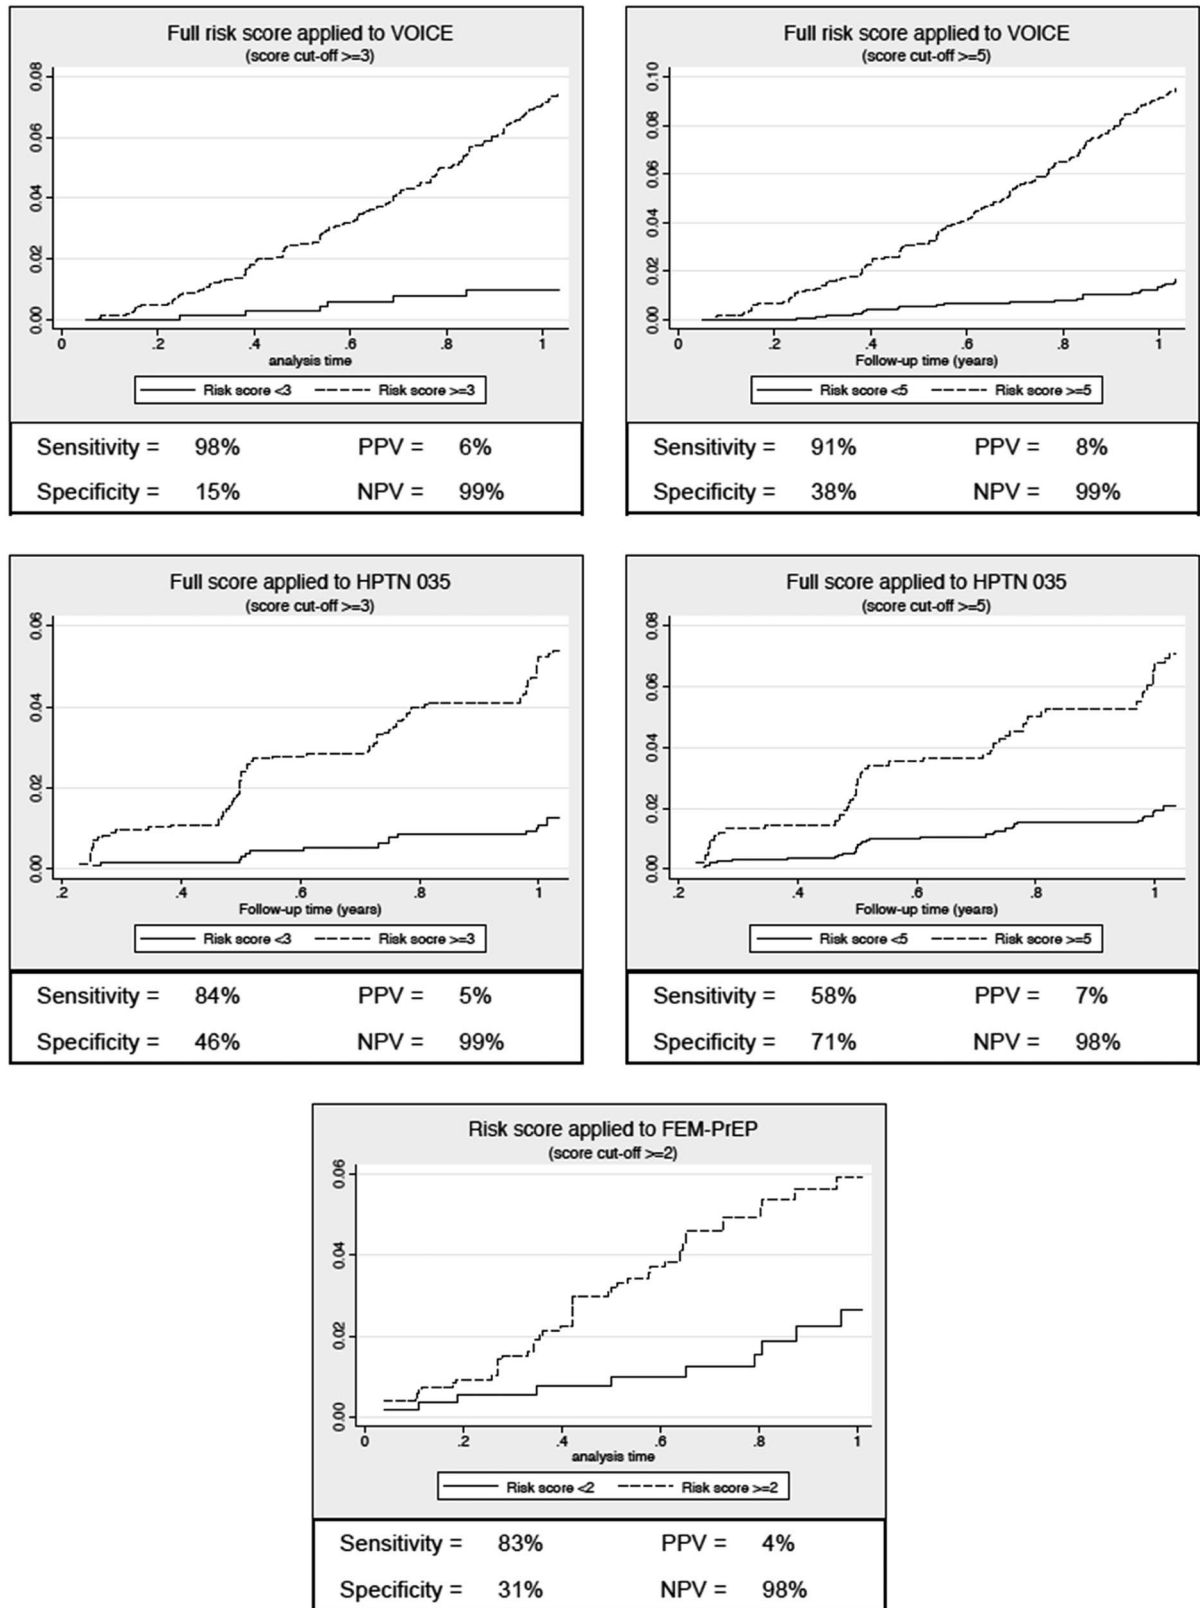 Full risk score applied to VOICE
(score cut-off >=3)
0.08
0.06
0.04
0.02
0.00
0 .2 .4 .6 .8 1
analysis time
Risk score <3 Risk score >=3
Sensitivity = 98% PPV = 6%
Specificity = 15% NPV = 99%
Full risk score applied to VOICE
(score cut-off >=5)
0.10
0.08
0.06
0.04
0.02
0.00
0 .2 .4 .6 .8 1
Follow-up time (years)
Risk score <5 Risk score >=5
Sensitivity = 91% PPV = 8%
Specificity = 38% NPV = 99%
Full score applied to HPTN 035
(score cut-off >=3)
0.06
0.04
0.02
0.00
.2 .4 .6 .8 1
Follow-up time (years)
Risk score <3 Risk socre >=3
Sensitivity = 84% PPV = 5%
Specificity = 46% NPV = 99%
Full score applied to HPTN 035
(score cut-off >=5)
0.08
0.06
0.04
0.02
0.00
.2 .4 .6 .8 1
Follow-up time (years)
Risk score <5 Risk score >=5
Sensitivity = 58% PPV = 7%
Specificity = 71% NPV = 98%
Risk score applied to FEM-PrEP
(score cut-off >=2)
0.06
0.04
0.02
0.00
0 .2 .4 .6 .8 1
analysis time
Risk score <2 Risk score >=2
Sensitivity = 83% PPV = 4%
Specificity = 31% NPV = 98%